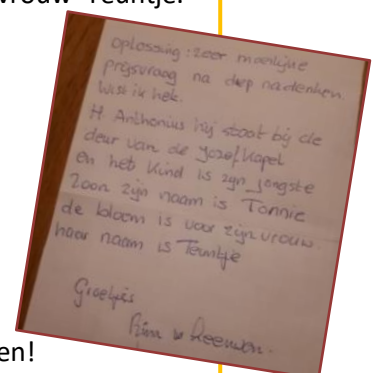 vrouw Teuntje.
oplossing : zeer moeilijke
prijsvraag na diep nadenken
wist ik het.
H. Anthonius hij staat bij de
deur van de Jozef Kapel
en het Kind is zijn jongste
Zoon zijn naam is Tonnie
de bloem is voor zijn vrouw
haar naam is Teuntje
Groetjes
v Leeuwen.
en!